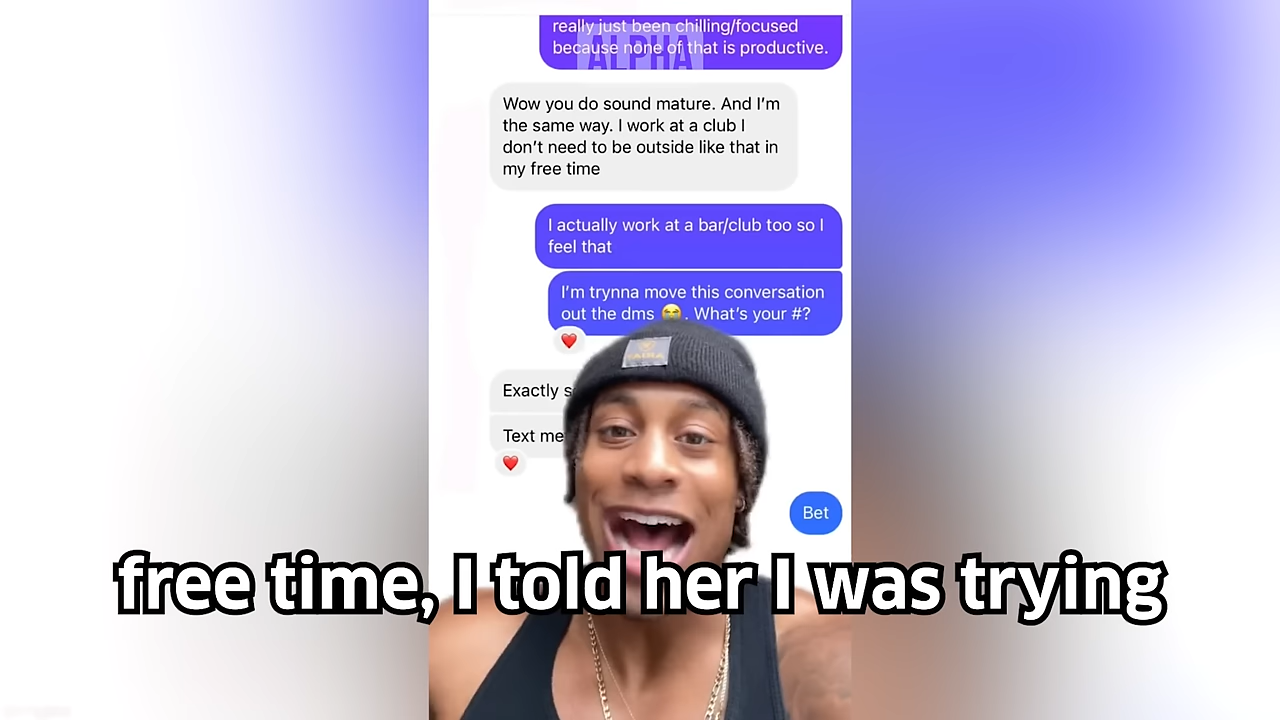 really just been chilling/focused
because none of that is productive.
ALPHA
Wow you do sound mature. And I'm
the same way. I work at a club I
don't need to be outside like that in
my free time
I actually work at a bar/club too so I
feel that
I'm trynna move this conversation
out the dms 😭. What's your #?
Exactly s
Text me
Bet
free time, I told her I was trying